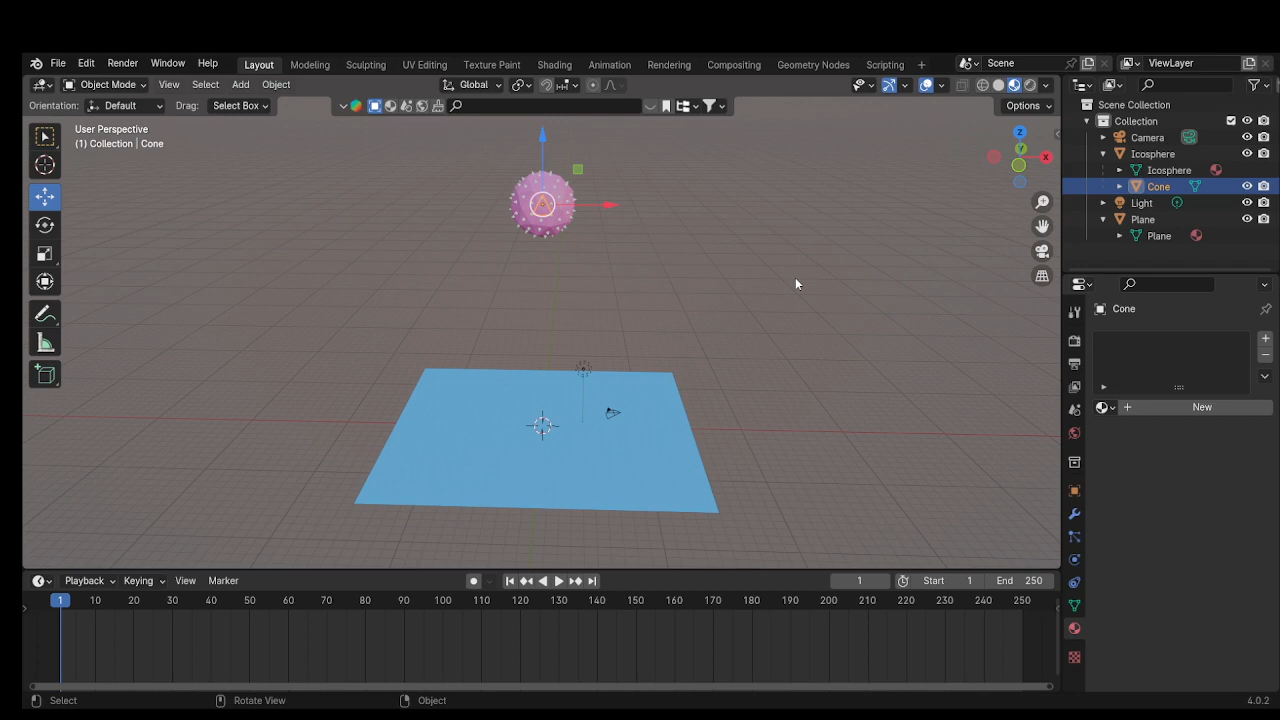 File Edit Render Window Help Layout Modeling Sculpting UV Editing Texture Paint Shading Animation Rendering Compositing Geometry Nodes Scripting + Scene ViewLayer
Object Mode View Select Add Object Global
Orientation: Default Drag: Select Box Options
Scene Collection
Collection
Camera
Icosphere
Icosphere
Cone
Light
Plane
Plane
User Perspective
(1) Collection | Cone
Z
Y
X
Cone
New
Playback Keying View Marker 1 Start 1 End 250
1 10 20 30 40 50 60 70 80 90 100 110 120 130 140 150 160 170 180 190 200 210 220 230 240 250
Select Rotate View Object 4.0.2